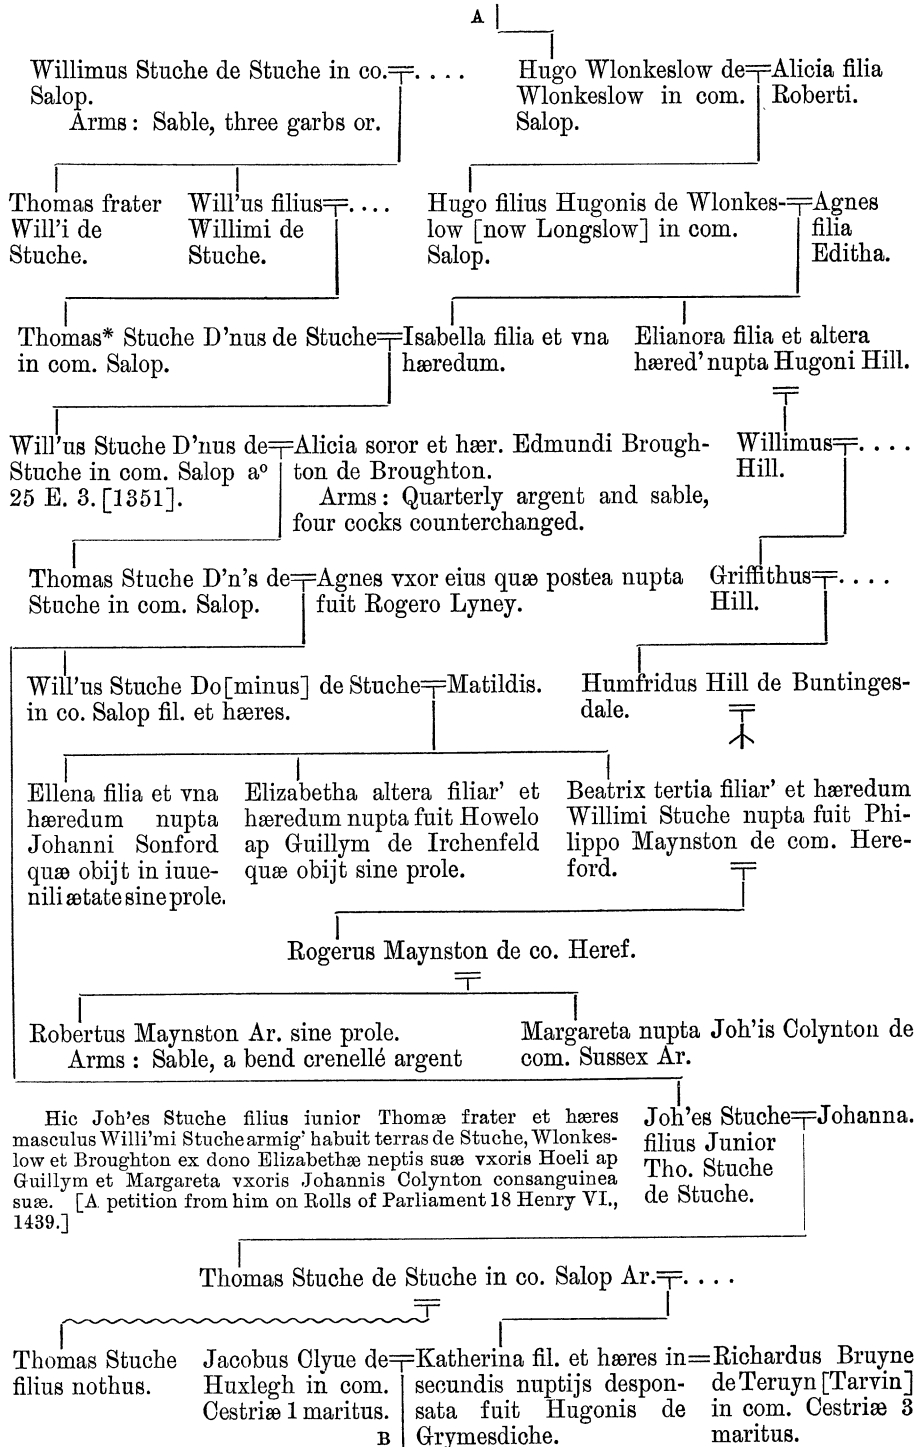 A
Willimus Stuche de Stuche in co. . . . .
Salop.
Arms : Sable, three garbs or.
Hugo Wlonkeslow de
Wlonkeslow in com.
Salop.
Alicia filia
Roberti.
Thomas frater
Will'i de
Stuche.
Will'us filius . . . .
Willimi de
Stuche.
Hugo filius Hugonis de Wlonkes-
low [now Longslow] in com.
Salop.
Agnes
filia
Editha.
Thomas* Stuche D'nus de Stuche
in com. Salop.
Isabella filia et vna
hæredum.
Elianora filia et altera
hæred' nupta Hugoni Hill.
Will'us Stuche D'nus de
Stuche in com. Salop aº
25 E. 3. [1351].
Alicia soror et hær. Edmundi Brough-
ton de Broughton.
Arms : Quarterly argent and sable,
four cocks counterchanged.
Willimus . . . .
Hill.
Thomas Stuche D'n's de
Stuche in com. Salop.
Agnes vxor eius quæ postea nupta
fuit Rogero Lyney.
Griffithus . . . .
Hill.
Will'us Stuche Do[minus] de Stuche
in co. Salop fil. et hæres.
Matildis.
Humfridus Hill de Buntinges-
dale.
Ellena filia et vna
hæredum nupta
Johanni Sonford
quæ obijt in iuue-
nili ætate sine prole.
Elizabetha altera filiar' et
hæredum nupta fuit Howelo
ap Guillym de Irchenfeld
quæ obijt sine prole.
Beatrix tertia filiar' et hæredum
Willimi Stuche nupta fuit Phi-
lippo Maynston de com. Here-
ford.
Rogerus Maynston de co. Heref.
Robertus Maynston Ar. sine prole.
Arms : Sable, a bend crenellé argent
Margareta nupta Joh'is Colynton de
com. Sussex Ar.
Hic Joh'es Stuche filius iunior Thomæ frater et hæres
masculus Willi'mi Stuche armig' habuit terras de Stuche, Wlonkes-
low et Broughton ex dono Elizabethæ neptis suæ vxoris Hoeli ap
Guillym et Margareta vxoris Johannis Colynton consanguinea
suæ. [A petition from him on Rolls of Parliament 18 Henry VI.,
1439.]
Joh'es Stuche
filius Junior
Tho. Stuche
de Stuche.
Johanna.
Thomas Stuche de Stuche in co. Salop Ar. . . . .
Thomas Stuche
filius nothus.
Jacobus Clyue de
Huxlegh in com.
Cestriæ 1 maritus.
B
Katherina fil. et hæres in
secundis nuptijs despon-
sata fuit Hugonis de
Grymesdiche.
Richardus Bruyne
de Teruyn [Tarvin]
in com. Cestriæ 3
maritus.